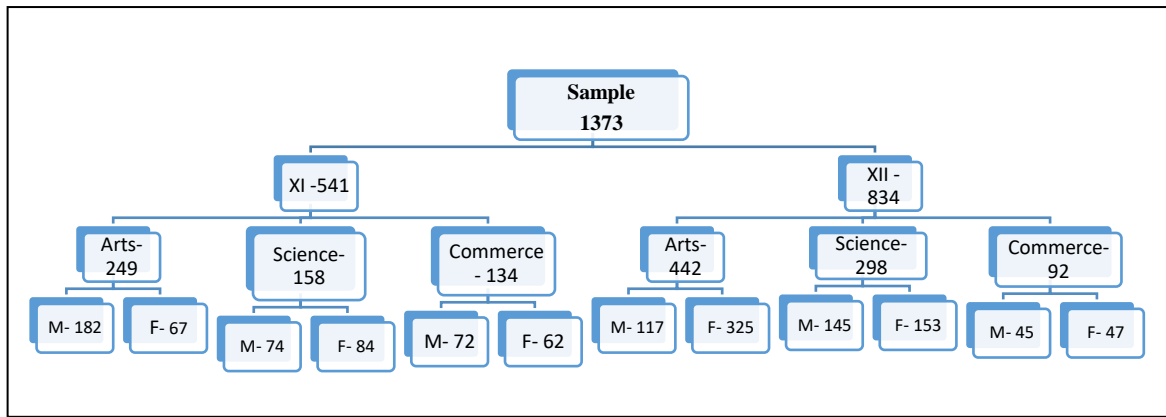 Sample
1373
XI -541
XII -
834
Arts-
249
Science-
158
Commerce
- 134
Arts-
442
Science-
298
Commerce-
92
M- 182
F- 67
M- 74
F- 84
M- 72
F- 62
M- 117
F- 325
M- 145
F- 153
M- 45
F- 47